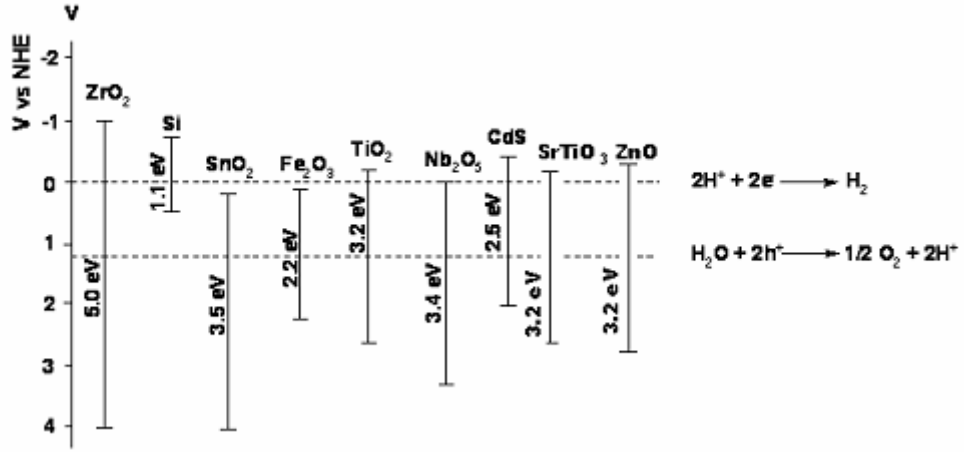 V
V vs NHE
-2
-1
0
1
2
3
4
ZrO₂
5.0 eV
Si
1.1 eV
SnO₂
3.5 eV
Fe₂O₃
2.2 eV
TiO₂
3.2 eV
Nb₂O₅
3.4 eV
CdS
2.5 eV
SrTiO₃
3.2 eV
ZnO
3.2 eV
2H⁺ + 2e⁻ → H₂
H₂O + 2h⁺ → 1/2 O₂ + 2H⁺